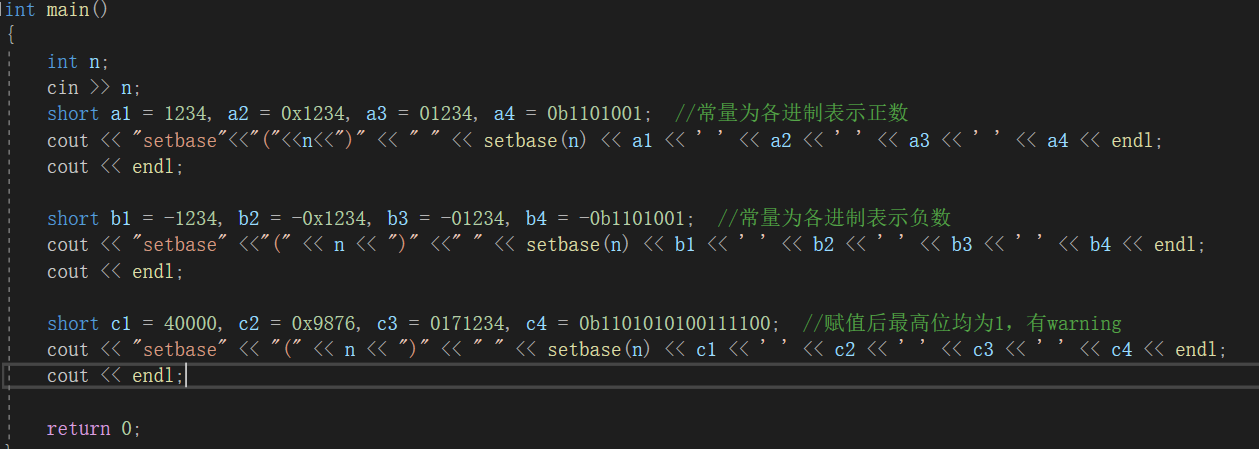 int main()
{
int n;
cin >> n;
short a1 = 1234, a2 = 0x1234, a3 = 01234, a4 = 0b1101001;  //常量为各进制表示正数
cout << "setbase"<<"("<<n<<")" << " " << setbase(n) << a1 << ' ' << a2 << ' ' << a3 << ' ' << a4 << endl;
cout << endl;
short b1 = -1234, b2 = -0x1234, b3 = -01234, b4 = -0b1101001;  //常量为各进制表示负数
cout << "setbase" <<"(" << n << ")" <<" " << setbase(n) << b1 << ' ' << b2 << ' ' << b3 << ' ' << b4 << endl;
cout << endl;
short c1 = 40000, c2 = 0x9876, c3 = 0171234, c4 = 0b1101010100111100;  //赋值后最高位均为1，有warning
cout << "setbase" << "(" << n << ")" << " " << setbase(n) << c1 << ' ' << c2 << ' ' << c3 << ' ' << c4 << endl;
cout << endl;
return 0;